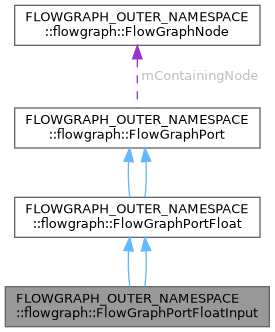 FLOWGRAPH_OUTER_NAMESPACE
::flowgraph::FlowGraphNode
mContainingNode
FLOWGRAPH_OUTER_NAMESPACE
::flowgraph::FlowGraphPort
FLOWGRAPH_OUTER_NAMESPACE
::flowgraph::FlowGraphPortFloat
FLOWGRAPH_OUTER_NAMESPACE
::flowgraph::FlowGraphPortFloatInput